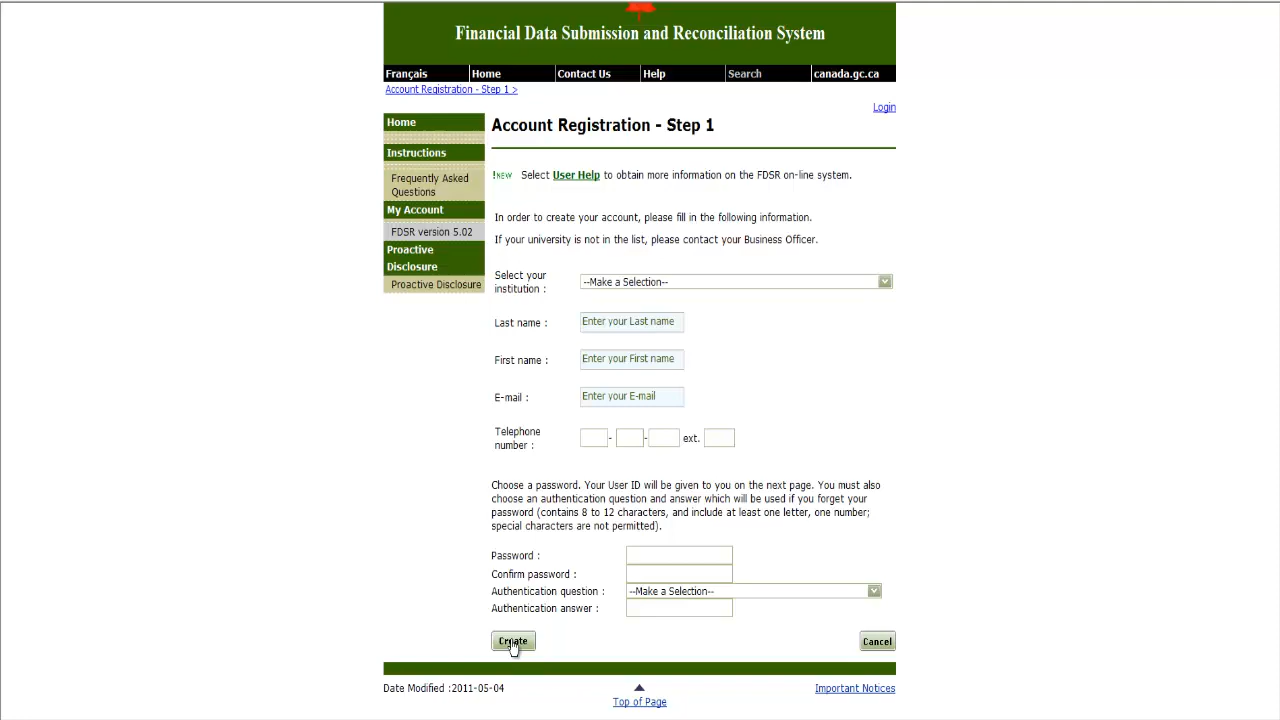 Financial Data Submission and Reconciliation System
Français Home Contact Us Help Search canada.gc.ca
Account Registration - Step 1 >
Login
Home
Instructions
Frequently Asked
Questions
My Account
FDSR version 5.02
Proactive
Disclosure
Proactive Disclosure
Account Registration - Step 1
!NEW Select User Help to obtain more information on the FDSR on-line system.
In order to create your account, please fill in the following information.
If your university is not in the list, please contact your Business Officer.
Select your
institution : --Make a Selection--
Last name : Enter your Last name
First name : Enter your First name
E-mail : Enter your E-mail
Telephone
number : - - ext.
Choose a password. Your User ID will be given to you on the next page. You must also
choose an authentication question and answer which will be used if you forget your
password (contains 8 to 12 characters, and include at least one letter, one number;
special characters are not permitted).
Password :
Confirm password :
Authentication question : --Make a Selection--
Authentication answer :
Create Cancel
Date Modified :2011-05-04
Top of Page
Important Notices